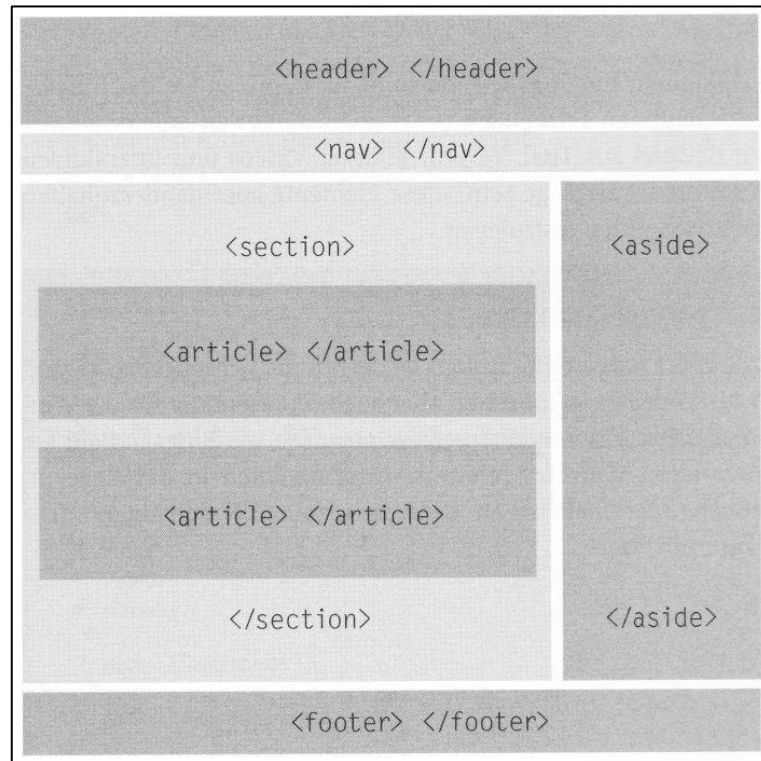 <header> </header>
<nav> </nav>
<section>
<aside>
<article> </article>
<article> </article>
</section>
</aside>
<footer> </footer>